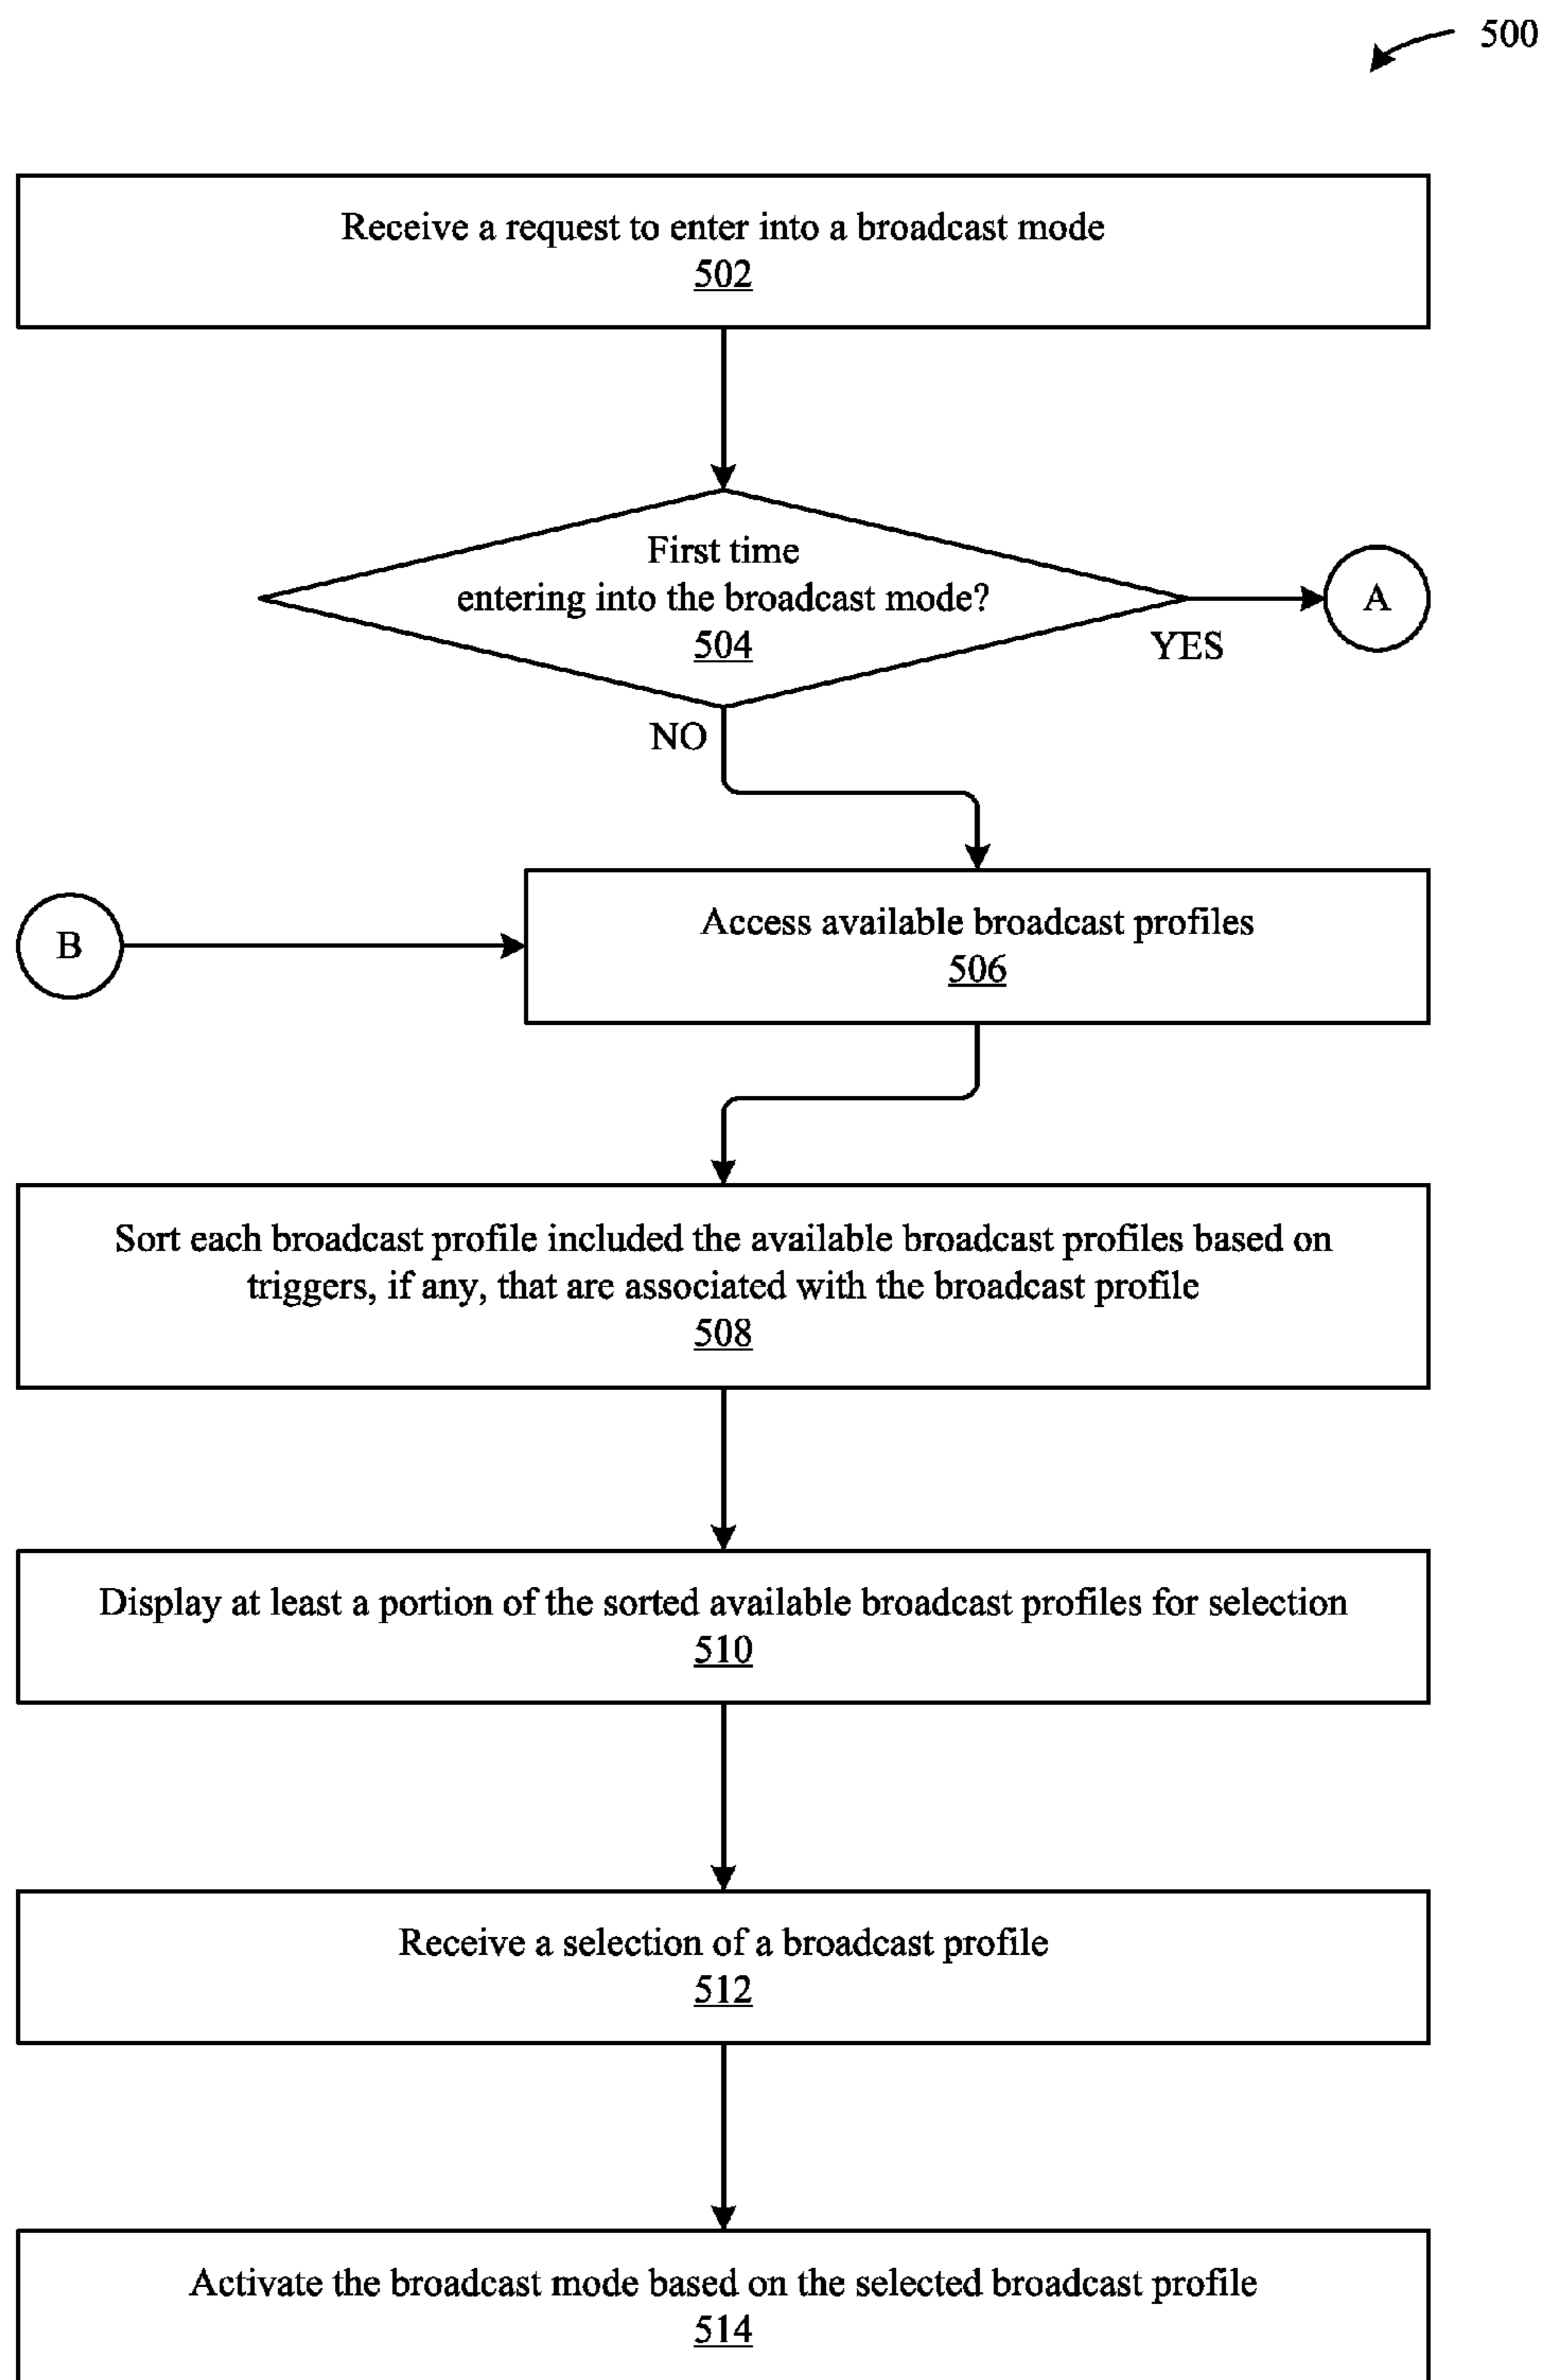 500
Receive a request to enter into a broadcast mode
502
First time
entering into the broadcast mode?
504
A
YES
NO
B
Access available broadcast profiles
506
Sort each broadcast profile included the available broadcast profiles based on
triggers, if any, that are associated with the broadcast profile
508
Display at least a portion of the sorted available broadcast profiles for selection
510
Receive a selection of a broadcast profile
512
Activate the broadcast mode based on the selected broadcast profile
514